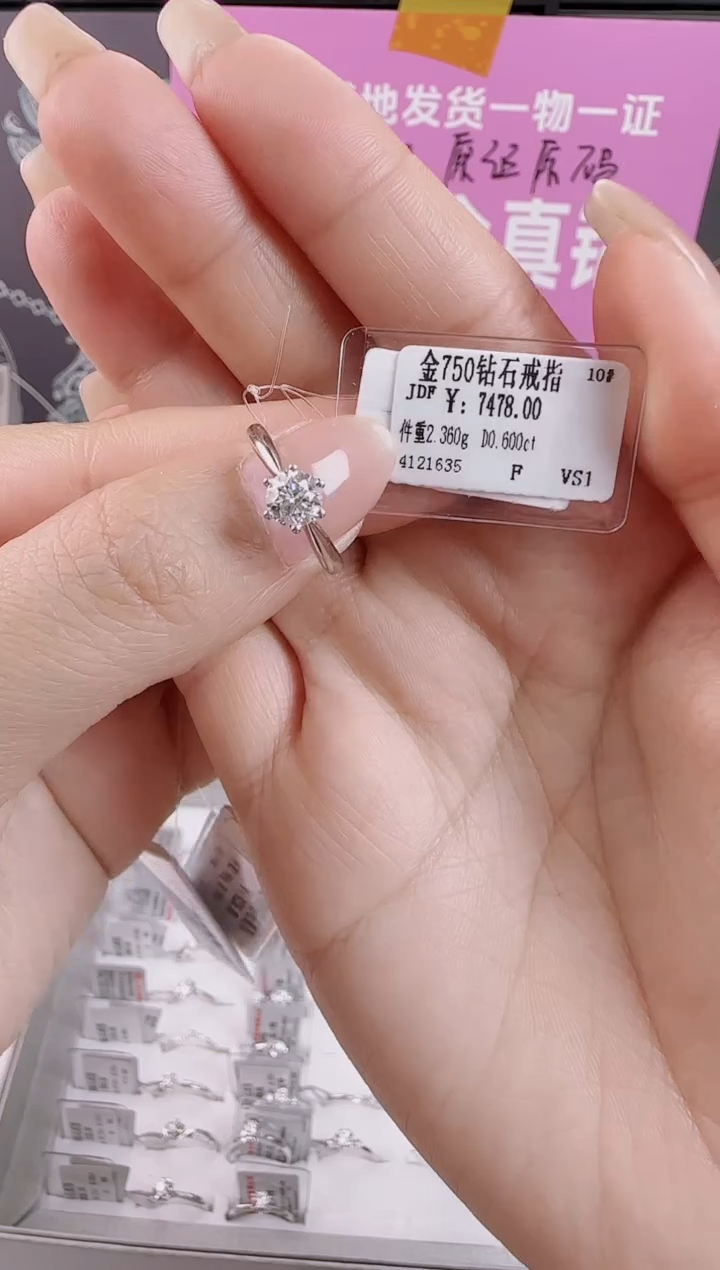 地发货一物一证
原证原码
真
金750钻石戒指 10#
JDF ¥: 7478.00
件重2.360g D0.600ct
4121635 F VS1